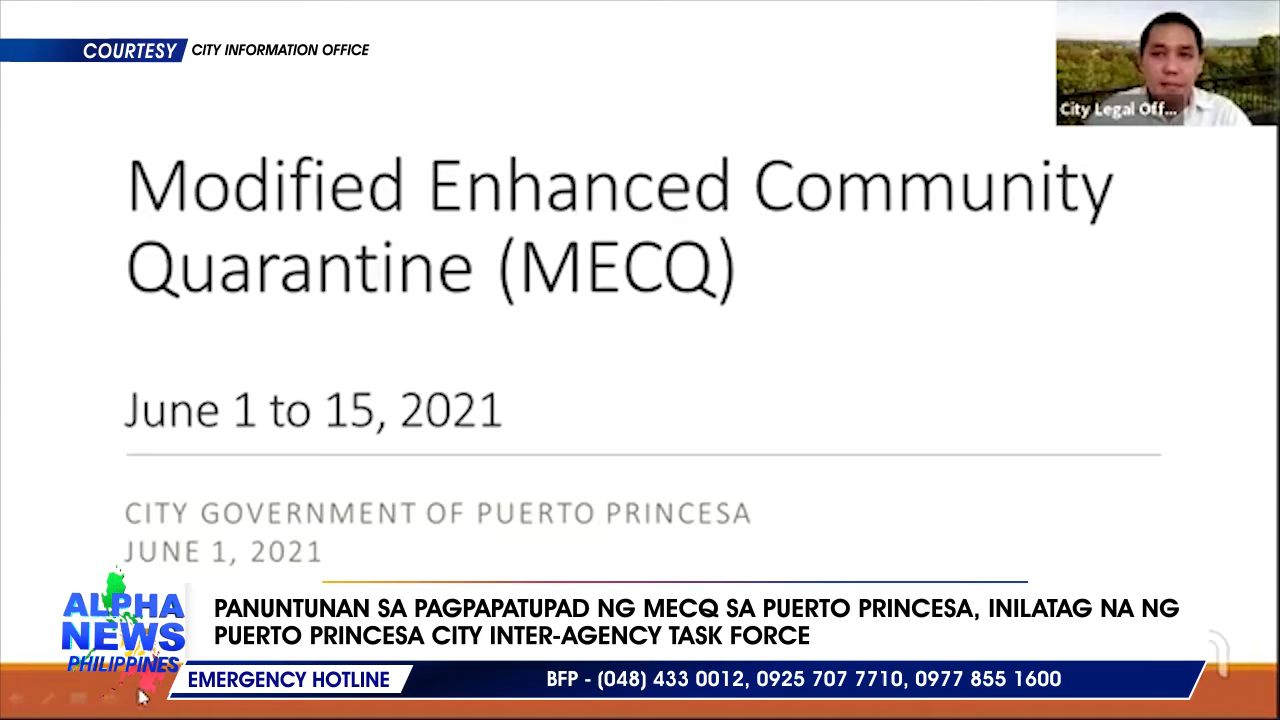 COURTESY CITY INFORMATION OFFICE
City Legal Off...
Modified Enhanced Community
Quarantine (MECQ)
June 1 to 15, 2021
CITY GOVERNMENT OF PUERTO PRINCESA
JUNE 1, 2021
ALPHA
NEWS
PHILIPPINES
PANUNTUNAN SA PAGPAPATUPAD NG MECQ SA PUERTO PRINCESA, INILATAG NA NG
PUERTO PRINCESA CITY INTER-AGENCY TASK FORCE
EMERGENCY HOTLINE BFP - (048) 433 0012, 0925 707 7710, 0977 855 1600